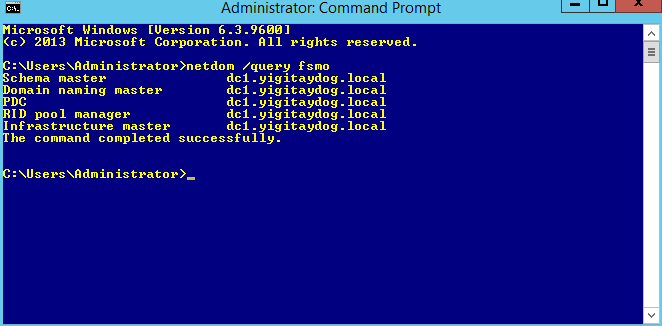 Administrator: Command Prompt
Microsoft Windows [Version 6.3.9600]
(c) 2013 Microsoft Corporation. All rights reserved.
C:\Users\Administrator>netdom /query fsmo
Schema master dc1.yigitaydog.local
Domain naming master dc1.yigitaydog.local
PDC dc1.yigitaydog.local
RID pool manager dc1.yigitaydog.local
Infrastructure master dc1.yigitaydog.local
The command completed successfully.
C:\Users\Administrator>_